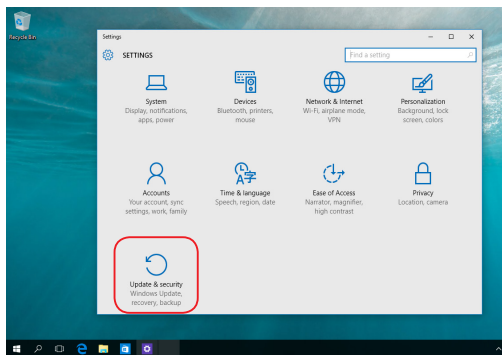 Recycle Bin
Settings
SETTINGS
Find a setting
System
Display, notifications,
apps, power
Devices
Bluetooth, printers,
mouse
Network & Internet
Wi-Fi, airplane mode,
VPN
Personalization
Background, lock
screen, colors
Accounts
Your account, sync
settings, work, family
Time & language
Speech, region, date
Ease of Access
Narrator, magnifier,
high contrast
Privacy
Location, camera
Update & security
Windows Update,
recovery, backup